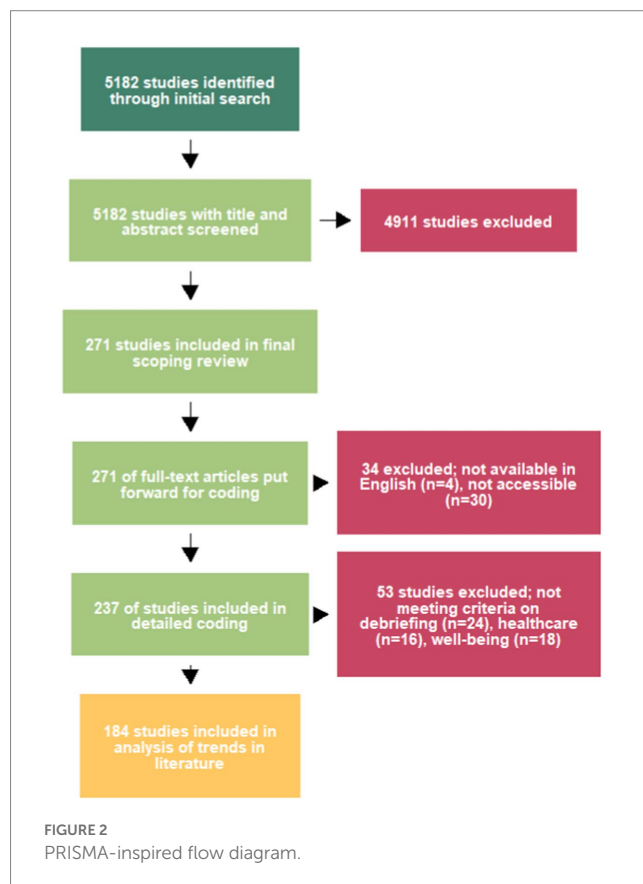 5182 studies identified
through initial search
5182 studies with title and
abstract screened
4911 studies excluded
271 studies included in final
scoping review
271 of full-text articles put
forward for coding
34 excluded; not available in
English (n=4), not accessible
(n=30)
237 of studies included in
detailed coding
53 studies excluded; not
meeting criteria on
debriefing (n=24), healthcare
(n=16), well-being (n=18)
184 studies included in
analysis of trends in
literature
FIGURE 2
PRISMA-inspired flow diagram.